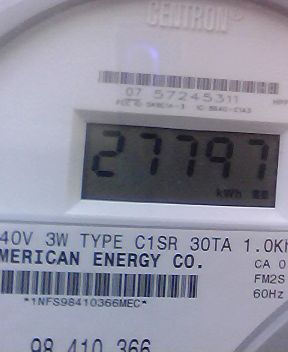 CENTRON®
07 57245311
27797
kWh
40V 3W TYPE C1SR 30TA 1.0Kh
MERICAN ENERGY CO.
CA 0
FM2S
60Hz
*1NFS98410366MEC*
98 410 366